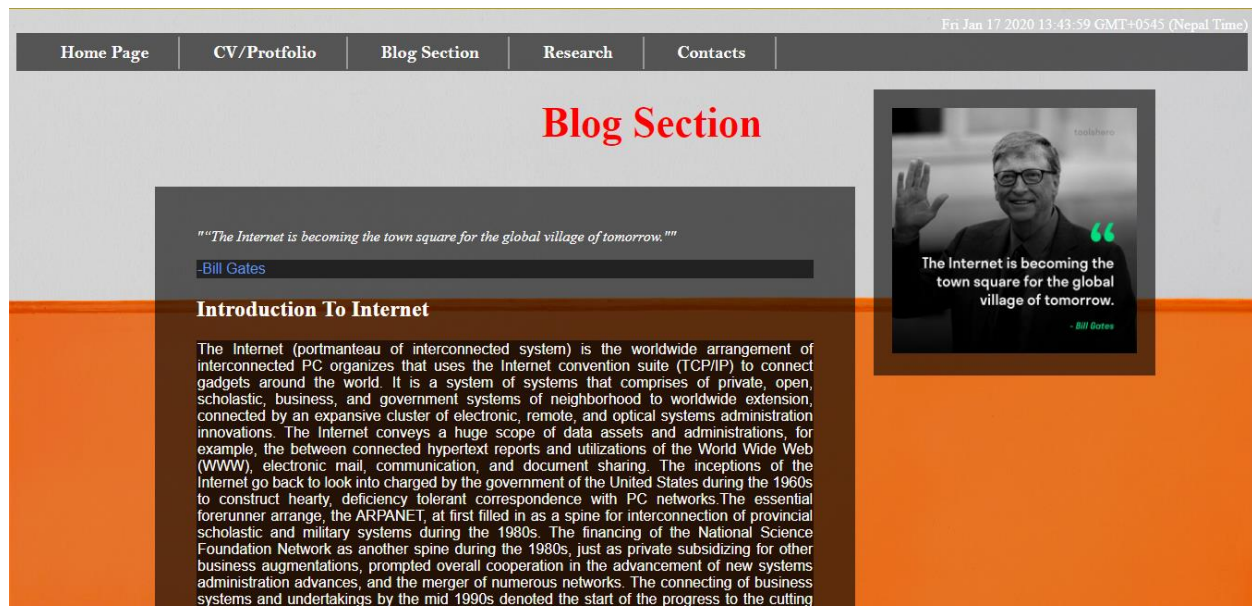 Fri Jan 17 2020 13:43:59 GMT+0545 (Nepal Time)
Home Page
CV/Protfolio
Blog Section
Research
Contacts
Blog Section
"“The Internet is becoming the town square for the global village of tomorrow.""
-Bill Gates
Introduction To Internet
The Internet (portmanteau of interconnected system) is the worldwide arrangement of
interconnected PC organizes that uses the Internet convention suite (TCP/IP) to connect
gadgets around the world. It is a system of systems that comprises of private, open,
scholastic, business, and government systems of neighborhood to worldwide extension,
connected by an expansive cluster of electronic, remote, and optical systems administration
innovations. The Internet conveys a huge scope of data assets and administrations, for
example, the between connected hypertext reports and utilizations of the World Wide Web
(WWW), electronic mail, communication, and document sharing. The inceptions of the
Internet go back to look into charged by the government of the United States during the 1960s
to construct hearty, deficiency tolerant correspondence with PC networks.The essential
forerunner arrange, the ARPANET, at first filled in as a spine for interconnection of provincial
scholastic and military systems during the 1980s. The financing of the National Science
Foundation Network as another spine during the 1980s, just as private subsidizing for other
business augmentations, prompted overall cooperation in the advancement of new systems
administration advances, and the merger of numerous networks. The connecting of business
systems and undertakings by the mid 1990s denoted the start of the progress to the cutting
toolshero
“
The Internet is becoming the
town square for the global
village of tomorrow.
- Bill Gates